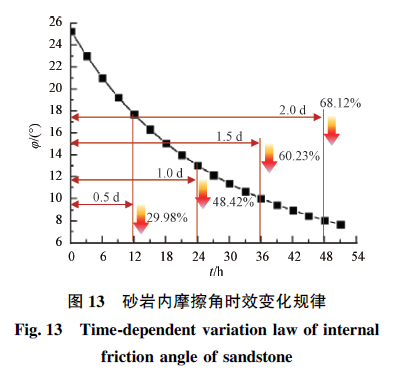 26
24
22
20
18
16
14
12
10
8
6
φ/(°)
2.0 d
68.12%
1.5 d
60.23%
1.0 d
48.42%
0.5 d
29.98%
0 6 12 18 24 30 36 42 48 54
t/h
图 13 砂岩内摩擦角时效变化规律
Fig. 13 Time-dependent variation law of internal
friction angle of sandstone